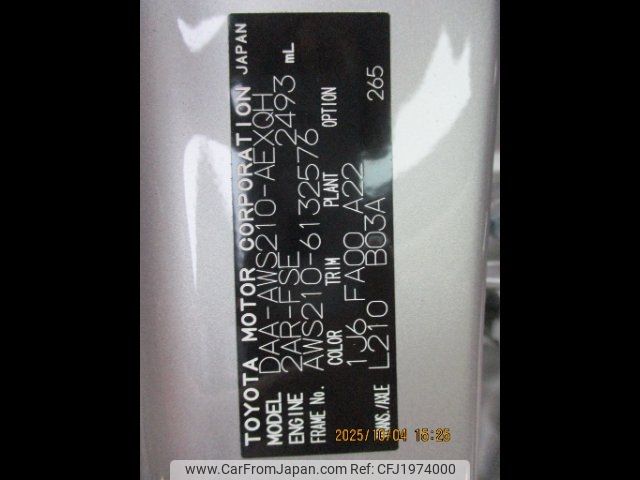 TOYOTA MOTOR CORPORATION JAPAN
MODEL DAA-AWS210-AEXQH
ENGINE 2AR-FSE 2493 mL
FRAME No. AWS210-6132576
COLOR TRIM PLANT OPTION
1J6 FA00 A22
TRANS./AXLE L210 B03A 265
2025/10/04 15:25
www.CarFromJapan.com | ID: CFJ1974000